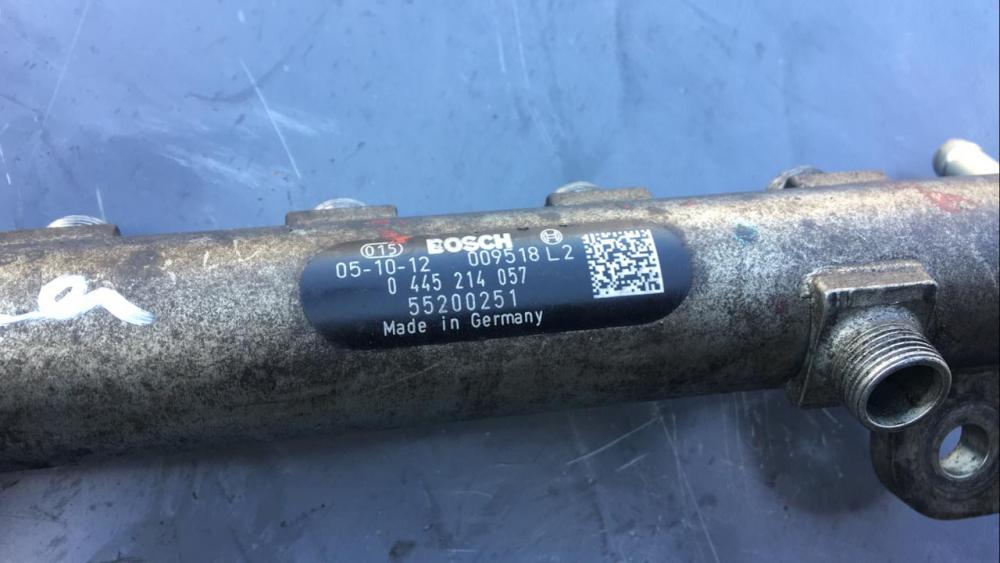 015 BOSCH
05-10-12 009518 L2
0 445 214 057
55200251
Made in Germany